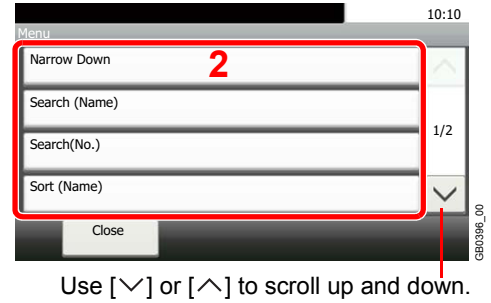 10:10
Menu
Narrow Down
2
Search (Name)
1/2
Search(No.)
Sort (Name)
Close
GB0396_00
Use [∨] or [∧] to scroll up and down.